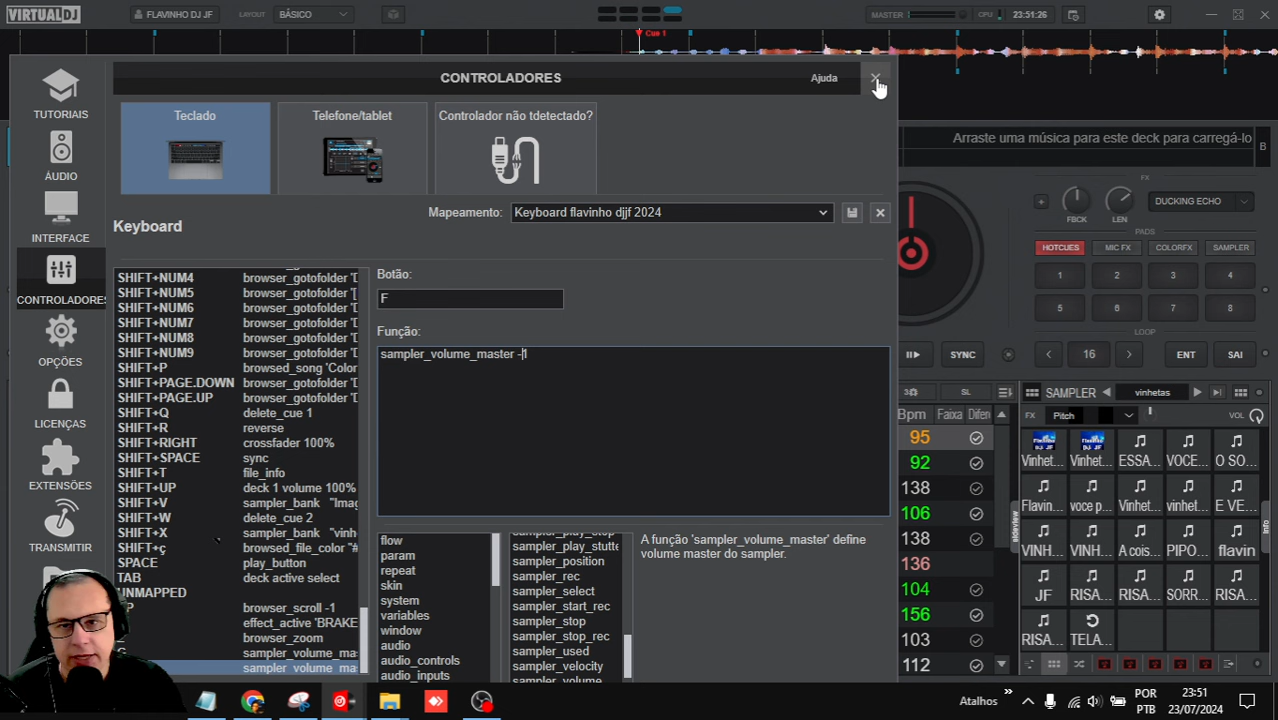 VIRTUALDJ
FLAVINHO DJ JF
LAYOUT
BÁSICO
MASTER
CPU
23:51:26
Cue 1
CONTROLADORES
Ajuda
TUTORIAIS
ÁUDIO
INTERFACE
CONTROLADORES
OPÇÕES
LICENÇAS
EXTENSÕES
TRANSMITIR
Teclado
Telefone/tablet
Controlador não tdetectado?
Mapeamento:
Keyboard flavinho djjf 2024
Keyboard
SHIFT+NUM4 browser_gotofolder 'D
SHIFT+NUM5 browser_gotofolder '[
SHIFT+NUM6 browser_gotofolder 'D
SHIFT+NUM7 browser_gotofolder 'D
SHIFT+NUM8 browser_gotofolder 'D
SHIFT+NUM9 browser_gotofolder 'D
SHIFT+P browsed_song 'Color
SHIFT+PAGE.DOWN browser_gotofolder 'D
SHIFT+PAGE.UP browser_gotofolder 'D
SHIFT+Q delete_cue 1
SHIFT+R reverse
SHIFT+RIGHT crossfader 100%
SHIFT+SPACE sync
SHIFT+T file_info
SHIFT+UP deck 1 volume 100%
SHIFT+V sampler_bank "Imag
SHIFT+W delete_cue 2
SHIFT+X sampler_bank "vinh
SHIFT+ç browsed_file_color "#
SPACE play_button
TAB deck active select
UNMAPPED
browser_scroll -1
effect_active 'BRAKE
browser_zoom
sampler_volume_ma
sampler_volume_ma
Botão:
F
Função:
sampler_volume_master -1
flow
param
repeat
skin
system
variables
window
audio
audio_controls
audio_inputs
sampler_play_stop
sampler_play_stutte
sampler_position
sampler_rec
sampler_select
sampler_start_rec
sampler_stop
sampler_stop_rec
sampler_used
sampler_velocity
sampler_volume
A função 'sampler_volume_master' define
volume master do sampler.
Arraste uma música para este deck para carregá-lo
B
FX
FBCK
LEN
DUCKING ECHO
PADS
HOTCUES
MIC FX
COLORFX
SAMPLER
1
2
3
4
5
6
7
8
LOOP
SYNC
16
ENT
SAI
SL
Bpm
Faixa
Difere
95
92
138
106
138
136
104
156
103
112
sideview
SAMPLER
vinhetas
FX
Pitch
VOL
Vinhet...
Vinhet...
ESSA...
VOCE...
O SO...
Flavin...
voce p...
Vinhet...
vinhet...
E VE...
VINH...
VINH...
A cois...
PIPO...
flavin
JF
RISA...
RISA...
SORR...
RISA...
RISA...
TELA...
Info
Atalhos
POR
PTB
23:51
23/07/2024